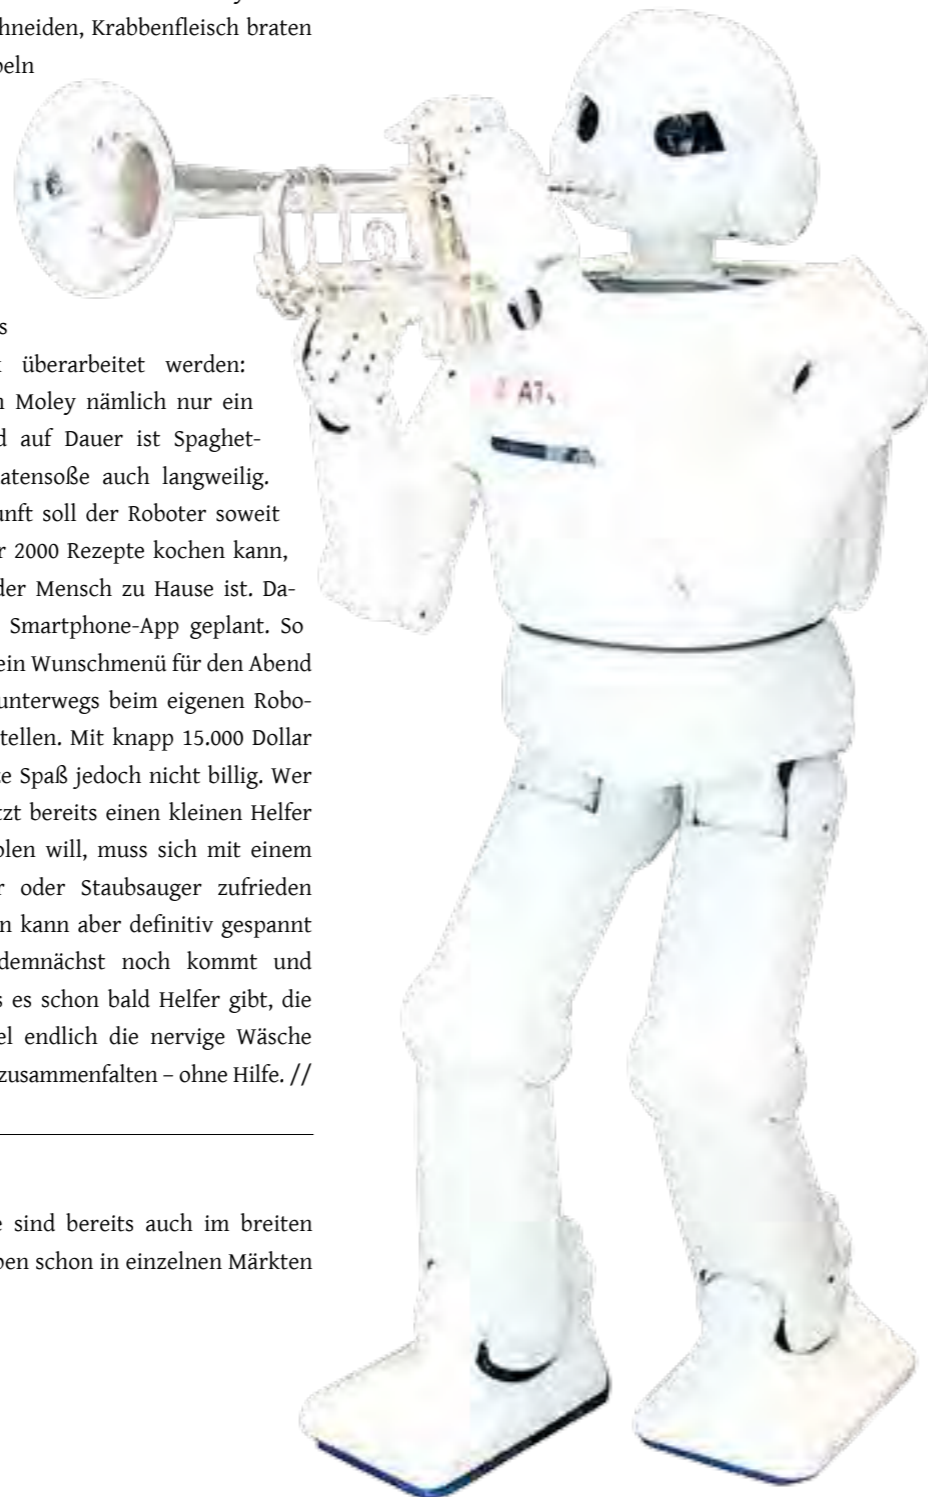 hneiden, Krabbenfleisch braten
eln
s
überarbeitet werden:
n Moley nämlich nur ein
d auf Dauer ist Spaghet-
atensoße auch langweilig.
unft soll der Roboter soweit
r 2000 Rezepte kochen kann,
der Mensch zu Hause ist. Da-
Smartphone-App geplant. So
ein Wunschmenü für den Abend
unterwegs beim eigenen Robo-
tellen. Mit knapp 15.000 Dollar
ze Spaß jedoch nicht billig. Wer
tzt bereits einen kleinen Helfer
olen will, muss sich mit einem
r oder Staubsauger zufrieden
n kann aber definitiv gespannt
demnächst noch kommt und
s es schon bald Helfer gibt, die
el endlich die nervige Wäsche
zusammenfalten – ohne Hilfe. //
e sind bereits auch im breiten
ben schon in einzelnen Märkten